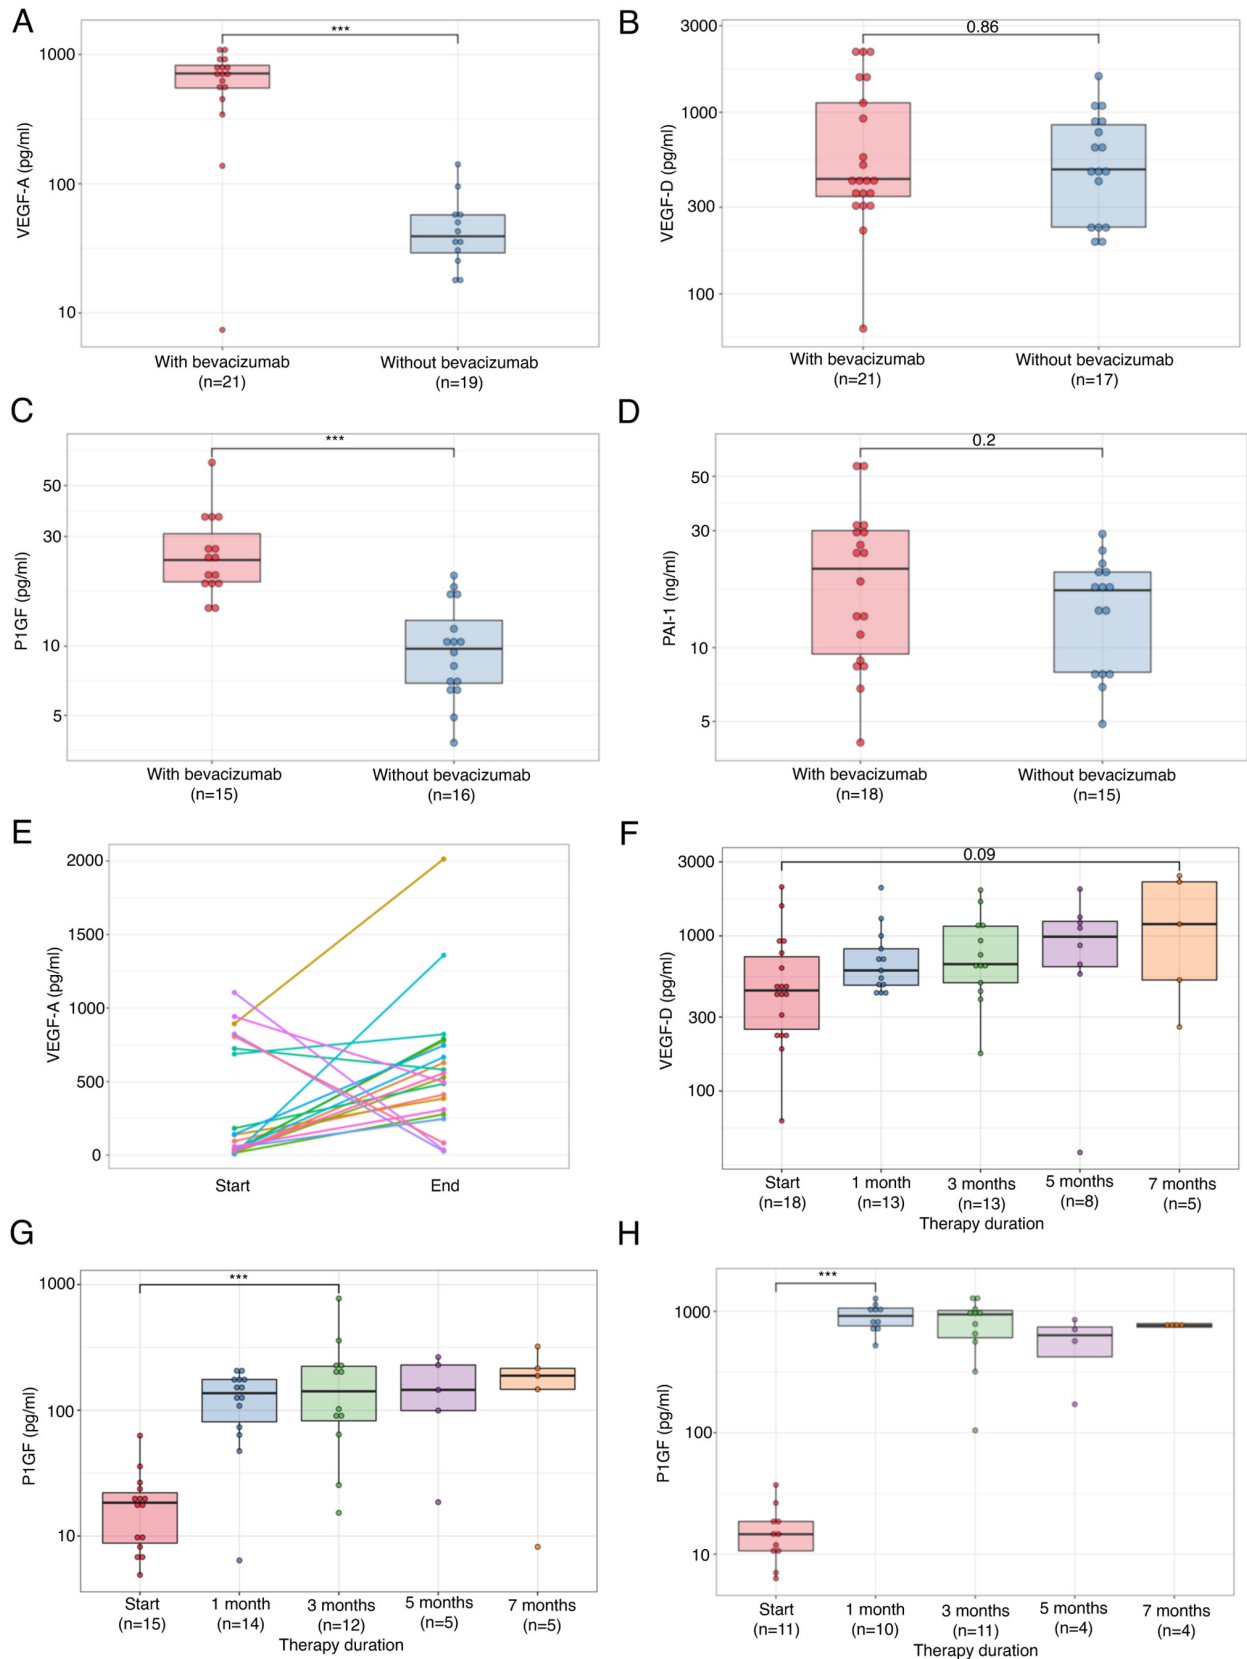 A
***
1000
100
10
VEGF-A (pg/ml)
With bevacizumab
(n=21)
Without bevacizumab
(n=19)
B
0.86
3000
1000
300
100
VEGF-D (pg/ml)
With bevacizumab
(n=21)
Without bevacizumab
(n=17)
C
***
50
30
10
5
P1GF (pg/ml)
With bevacizumab
(n=15)
Without bevacizumab
(n=16)
D
0.2
50
30
10
5
PAI-1 (ng/ml)
With bevacizumab
(n=18)
Without bevacizumab
(n=15)
E
2000
1500
1000
500
0
VEGF-A (pg/ml)
Start
End
F
0.09
3000
1000
300
100
VEGF-D (pg/ml)
Start
(n=18)
1 month
(n=13)
3 months
(n=13)
5 months
(n=8)
7 months
(n=5)
Therapy duration
G
***
1000
100
10
P1GF (pg/ml)
Start
(n=15)
1 month
(n=14)
3 months
(n=12)
5 months
(n=5)
7 months
(n=5)
Therapy duration
H
***
1000
100
10
P1GF (pg/ml)
Start
(n=11)
1 month
(n=10)
3 months
(n=11)
5 months
(n=4)
7 months
(n=4)
Therapy duration